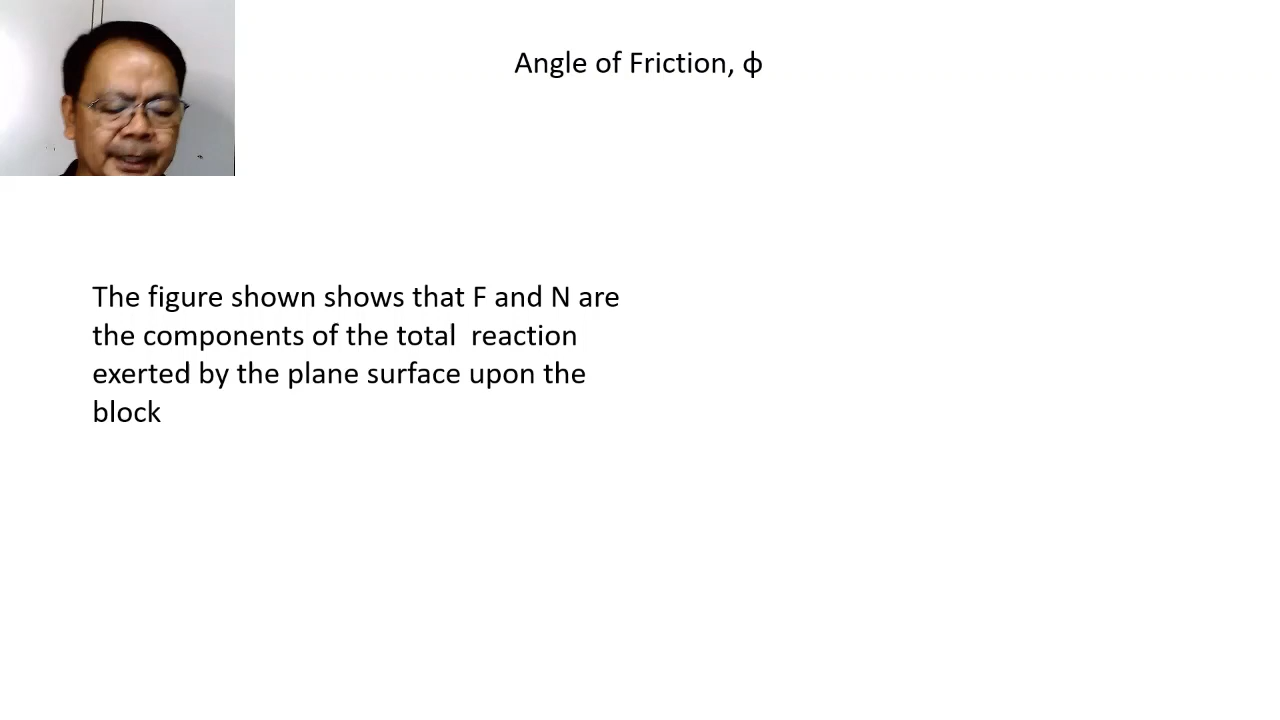 Angle of Friction, ϕ
The figure shown shows that F and N are
the components of the total  reaction
exerted by the plane surface upon the
block